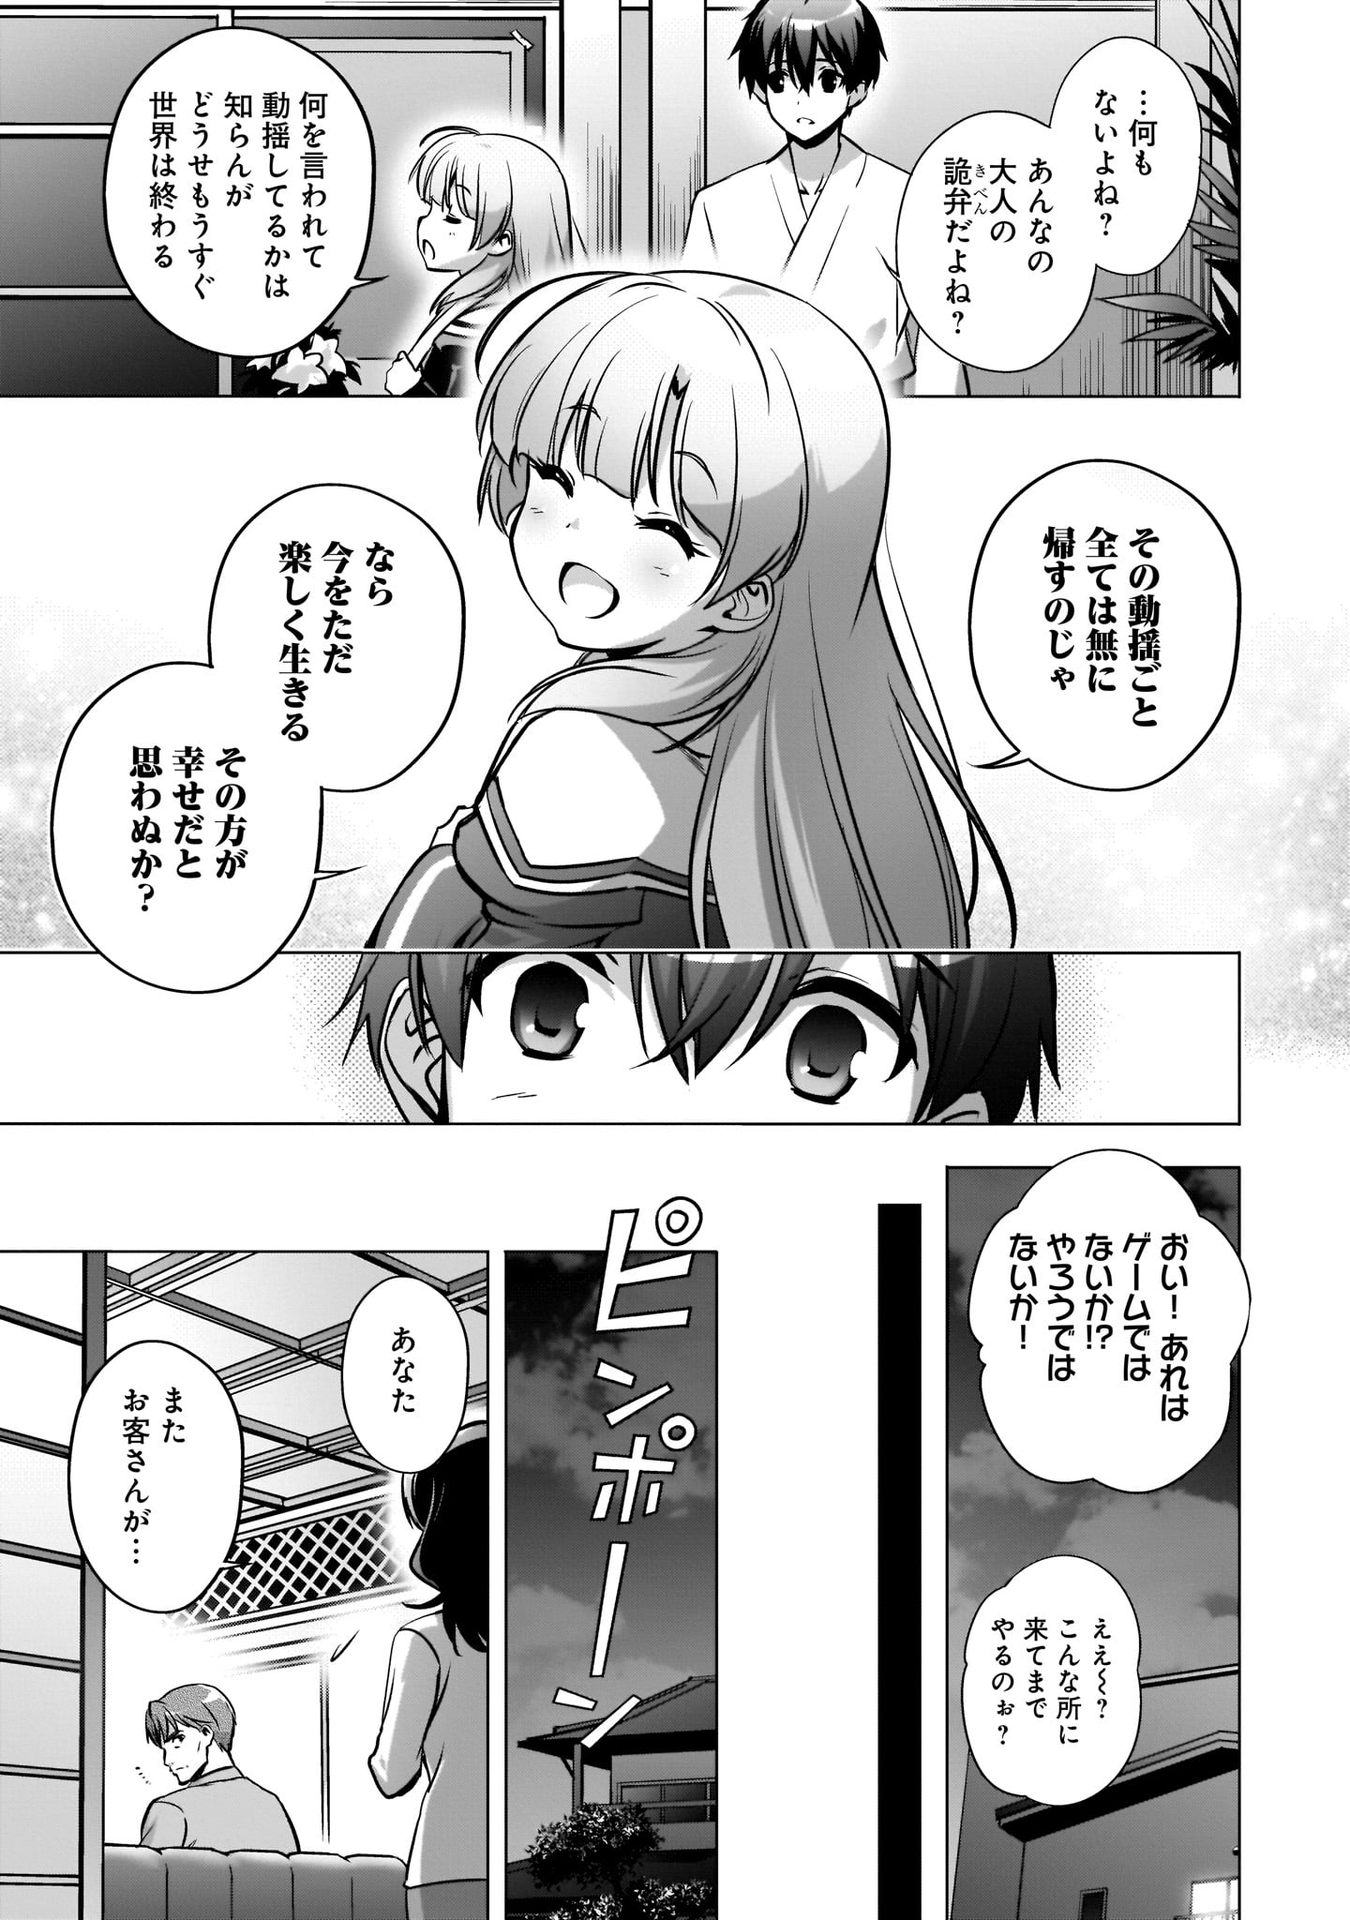 …何も
ないよね?
あんなの
大人の
詭弁だよね?
きべん
何を言われて
動揺してるかは
知らんが
どうせもうすぐ
世界は終わる
その動揺ごと
全ては無に
帰すのじゃ
なら
今をただ
楽しく生きる
その方が
幸せだと
思わぬか?
おい!あれは
ゲームでは
ないか!?
やろうでは
ないか!
ええ〜?
こんな所に
来てまで
やるのぉ?
ピンポーン
あなた
また
お客さんが…